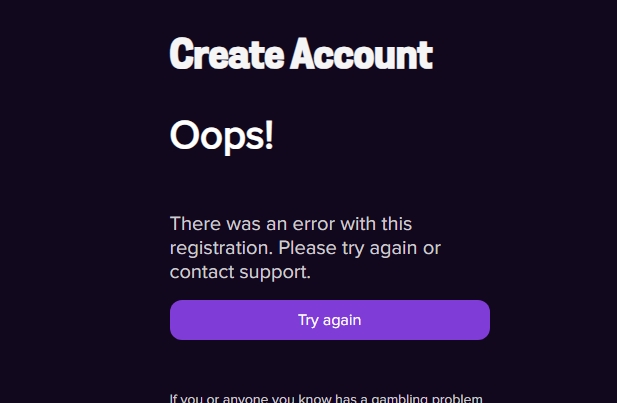 Create Account
Oops!
There was an error with this
registration. Please try again or
contact support.
Try again
If you or anyone you know has a gambling problem